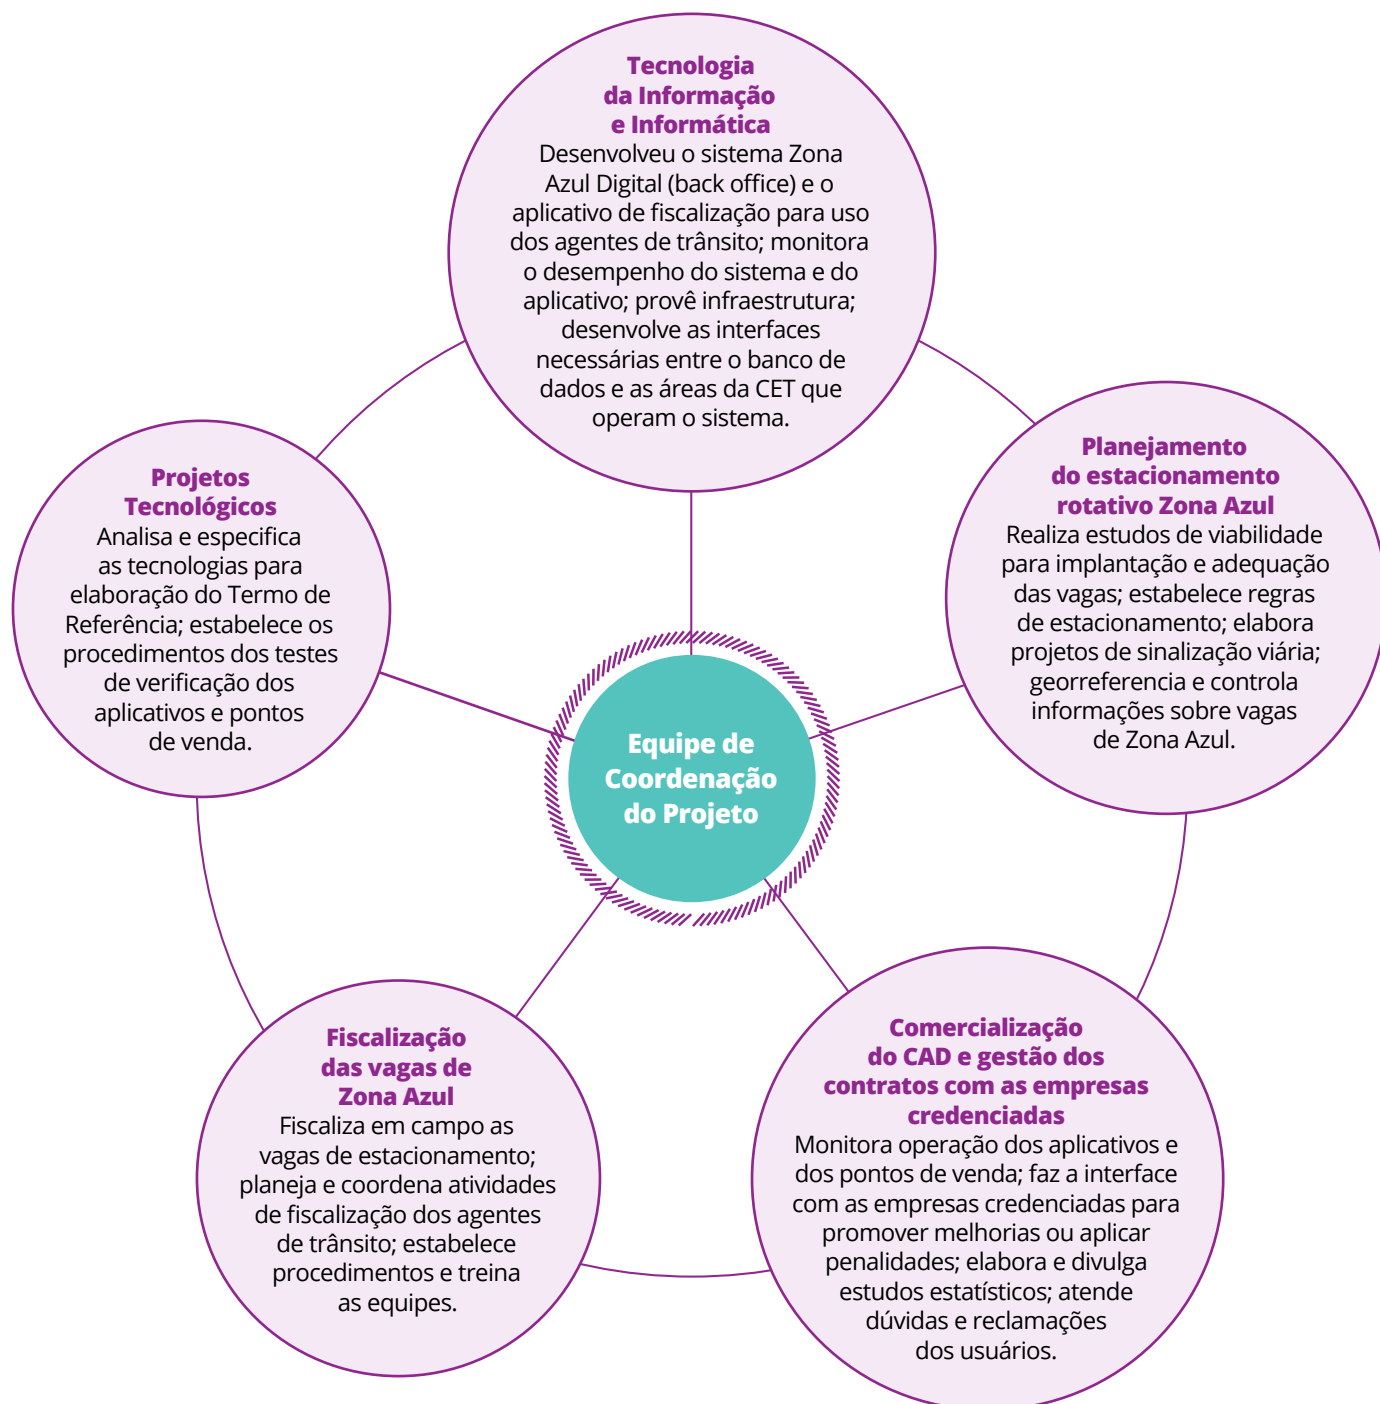 Tecnologia
da Informação
e Informática
Desenvolveu o sistema Zona
Azul Digital (back office) e o
aplicativo de fiscalização para uso
dos agentes de trânsito; monitora
o desempenho do sistema e do
aplicativo; provê infraestrutura;
desenvolve as interfaces
necessárias entre o banco de
dados e as áreas da CET que
operam o sistema.
Planejamento
do estacionamento
rotativo Zona Azul
Realiza estudos de viabilidade
para implantação e adequação
das vagas; estabelece regras
de estacionamento; elabora
projetos de sinalização viária;
georreferencia e controla
informações sobre vagas
de Zona Azul.
Projetos
Tecnológicos
Analisa e especifica
as tecnologias para
elaboração do Termo de
Referência; estabelece os
procedimentos dos testes
de verificação dos
aplicativos e pontos
de venda.
Equipe de
Coordenação
do Projeto
Fiscalização
das vagas de
Zona Azul
Fiscaliza em campo as
vagas de estacionamento;
planeja e coordena atividades
de fiscalização dos agentes
de trânsito; estabelece
procedimentos e treina
as equipes.
Comercialização
do CAD e gestão dos
contratos com as empresas
credenciadas
Monitora operação dos aplicativos e
dos pontos de venda; faz a interface
com as empresas credenciadas para
promover melhorias ou aplicar
penalidades; elabora e divulga
estudos estatísticos; atende
dúvidas e reclamações
dos usuários.